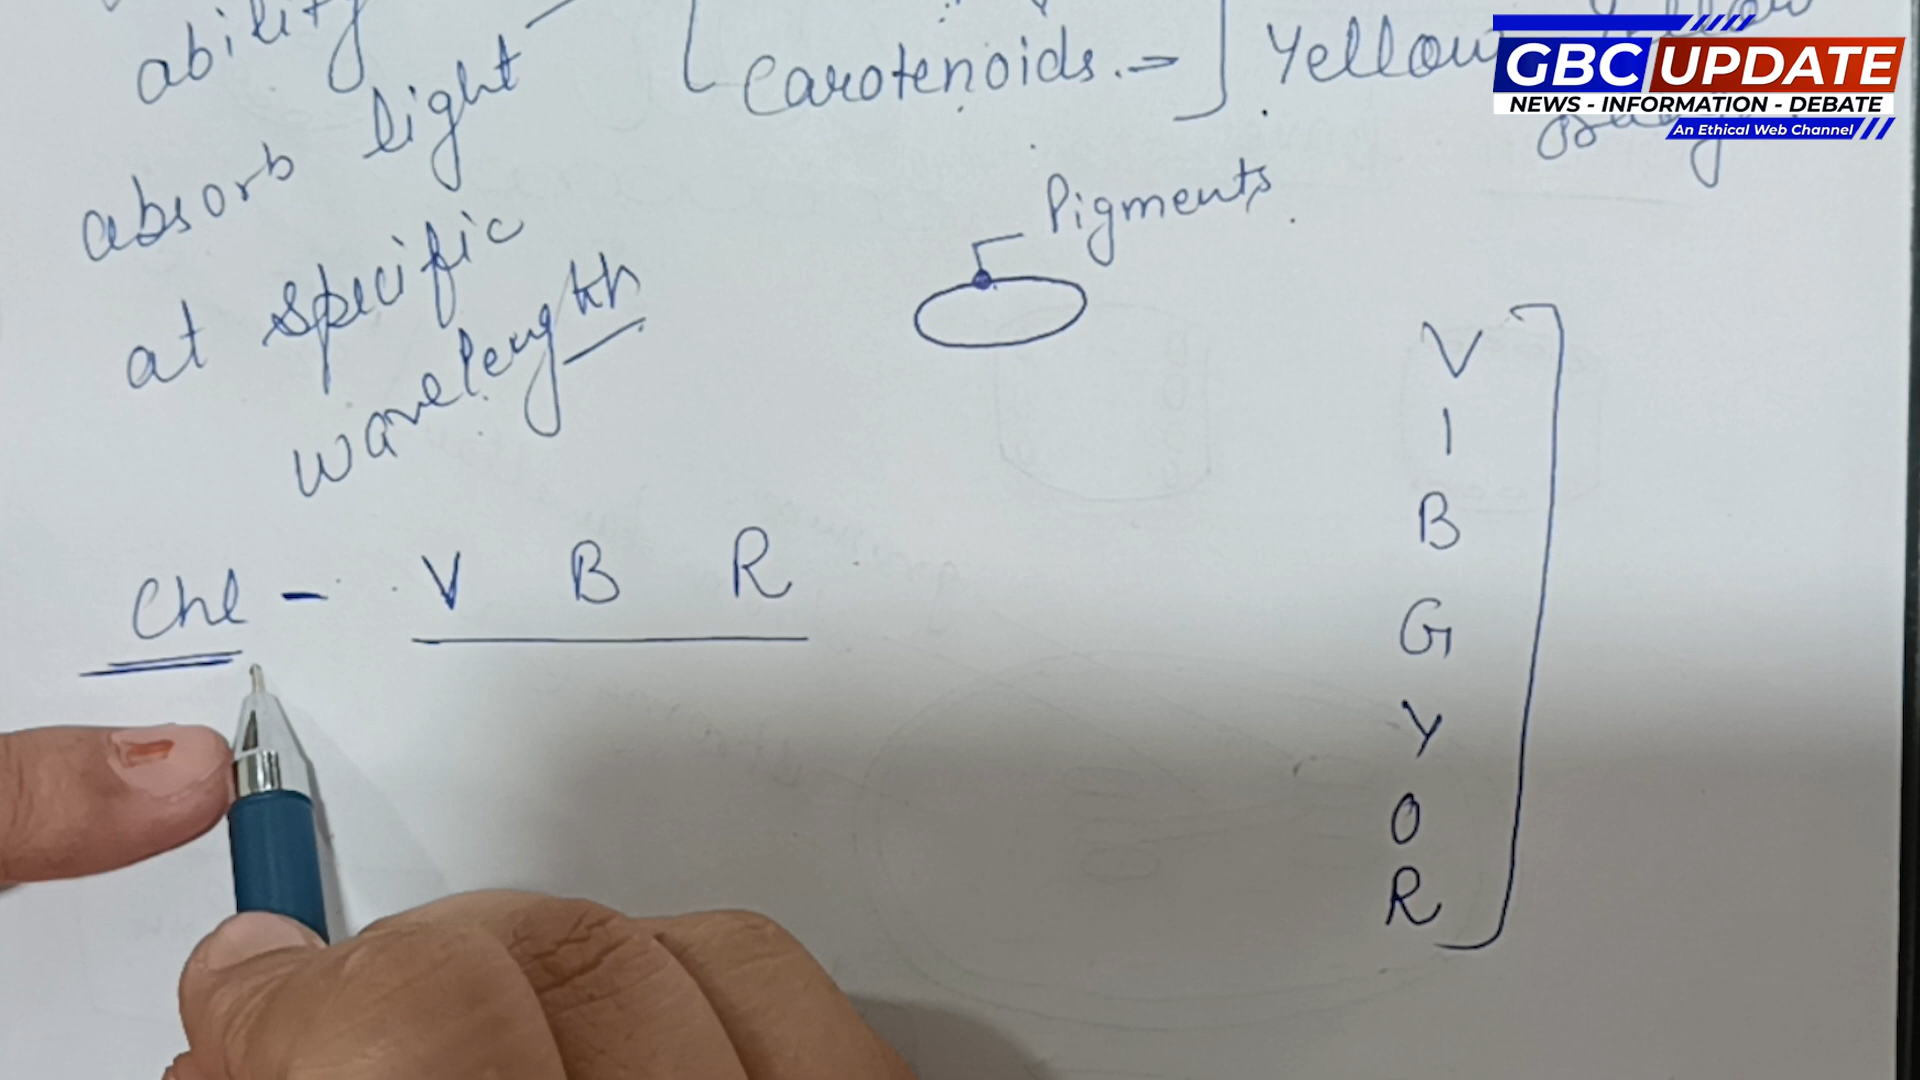 ability
absorb light
at specific
wavelength
carotenoids. - Yellow
Pigments
Chl - V B R
V
I
B
G
Y
O
R
GBC UPDATE
NEWS - INFORMATION - DEBATE
An Ethical Web Channel